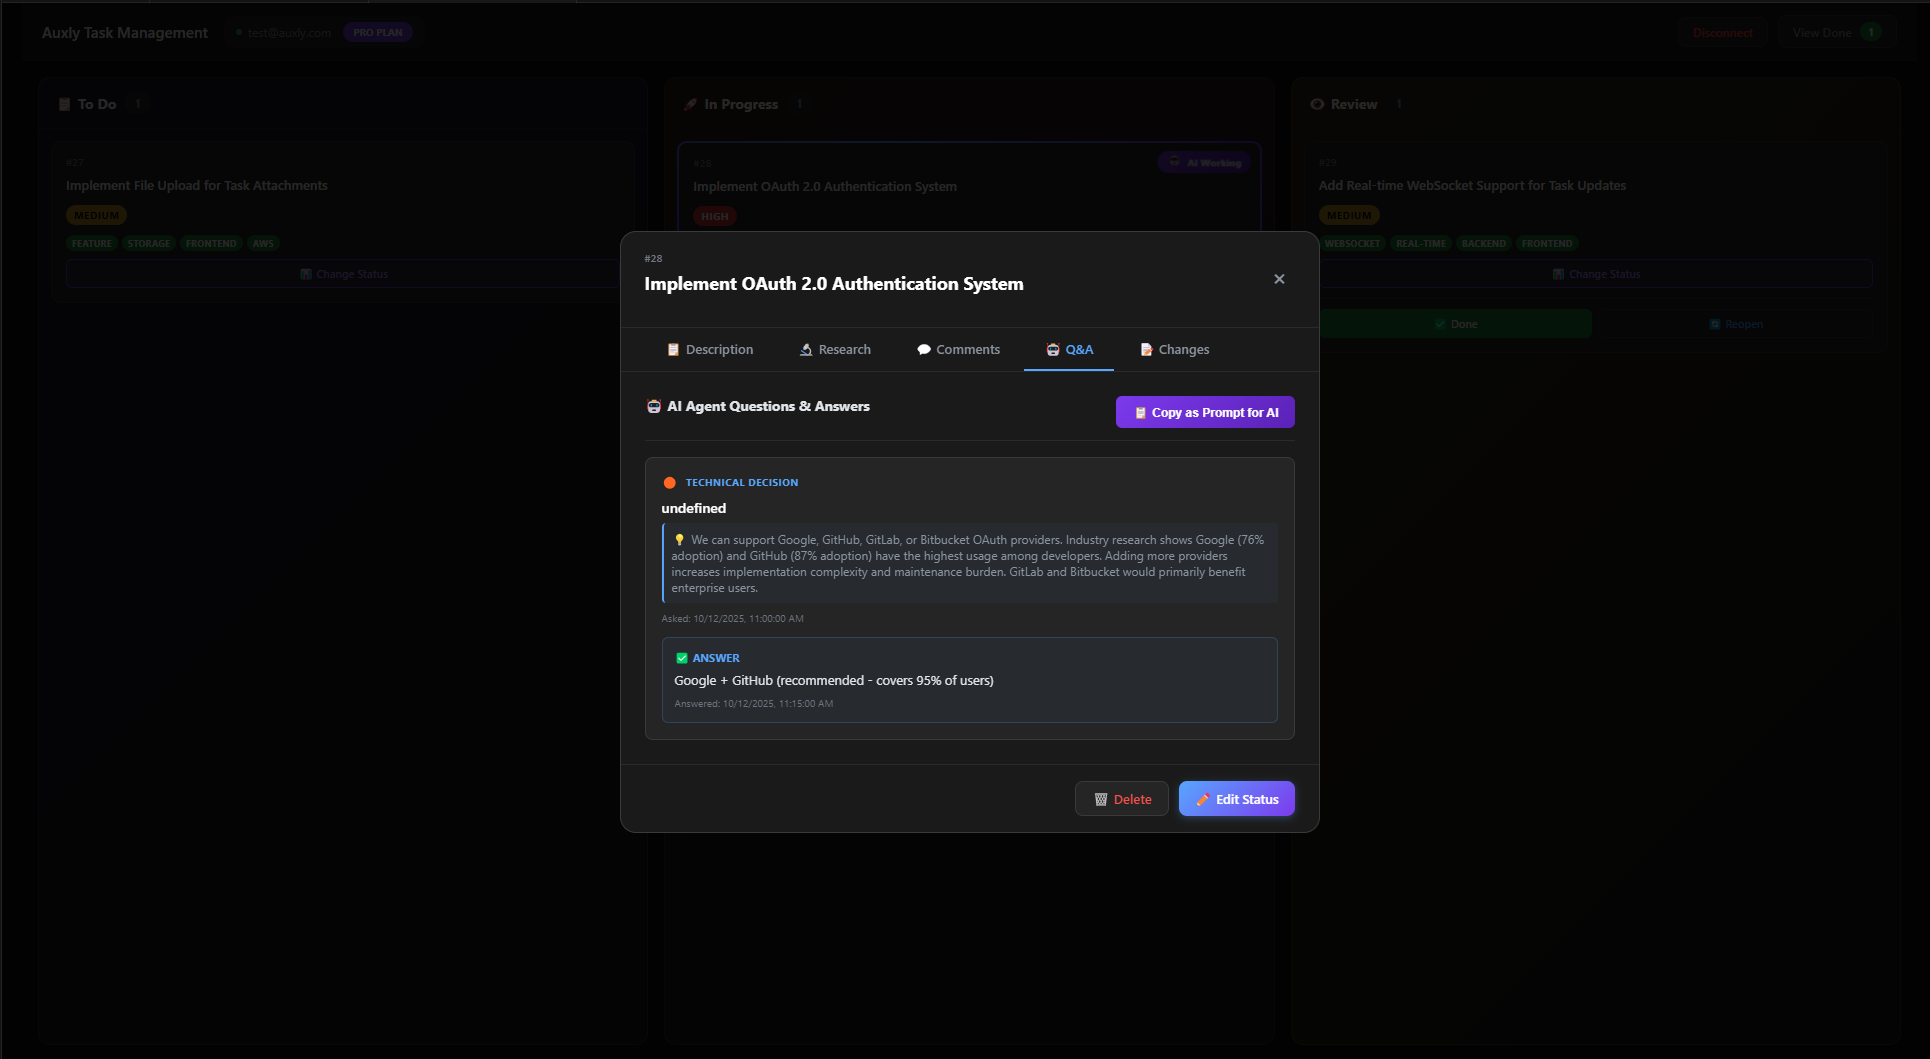 Auxly Task Management
test@auxly.com
PRO PLAN
Disconnect
View Done 1
To Do 1
#27
Implement File Upload for Task Attachments
MEDIUM
FEATURE STORAGE FRONTEND AWS
Change Status
In Progress 1
#28
AI Working
Implement OAuth 2.0 Authentication System
HIGH
Review 1
#29
Add Real-time WebSocket Support for Task Updates
MEDIUM
WEBSOCKET REAL-TIME BACKEND FRONTEND
Change Status
Done
Reopen
#28
Implement OAuth 2.0 Authentication System
Description
Research
Comments
Q&A
Changes
AI Agent Questions & Answers
Copy as Prompt for AI
TECHNICAL DECISION
undefined
We can support Google, GitHub, GitLab, or Bitbucket OAuth providers. Industry research shows Google (76%
adoption) and GitHub (87% adoption) have the highest usage among developers. Adding more providers
increases implementation complexity and maintenance burden. GitLab and Bitbucket would primarily benefit
enterprise users.
Asked: 10/12/2025, 11:00:00 AM
ANSWER
Google + GitHub (recommended - covers 95% of users)
Answered: 10/12/2025, 11:15:00 AM
Delete
Edit Status